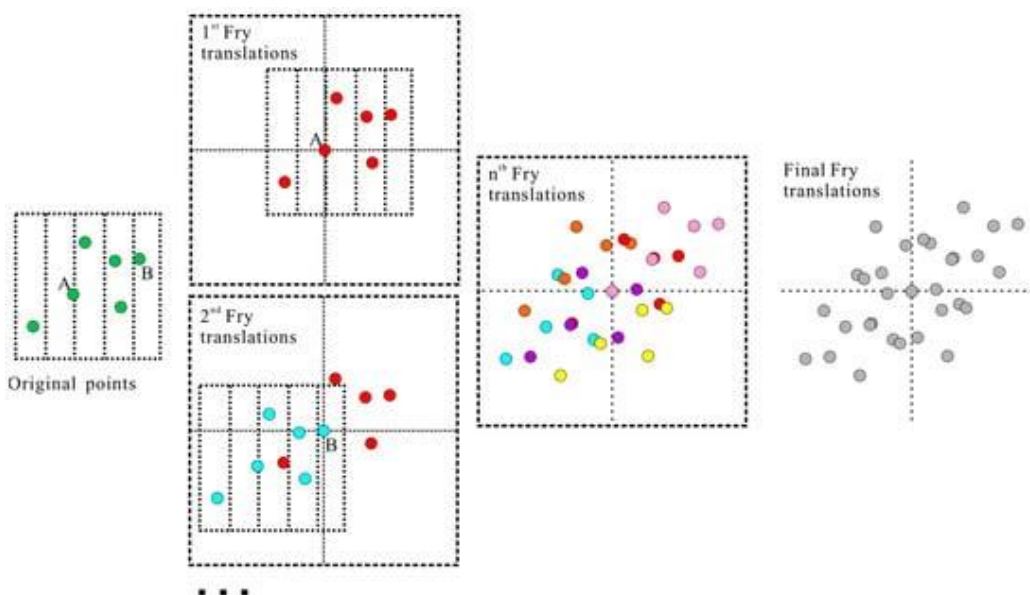 1st Fry
translations
A
A
B
Original points
2nd Fry
translations
B
nth Fry
translations
Final Fry
translations
...